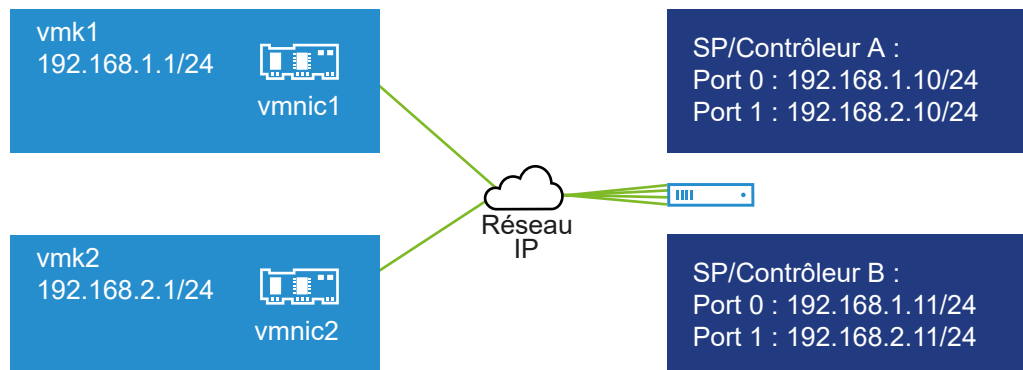 vmk1
192.168.1.1/24
vmnic1
vmk2
192.168.2.1/24
vmnic2
Réseau
IP
SP/Contrôleur A :
Port 0 : 192.168.1.10/24
Port 1 : 192.168.2.10/24
SP/Contrôleur B :
Port 0 : 192.168.1.11/24
Port 1 : 192.168.2.11/24